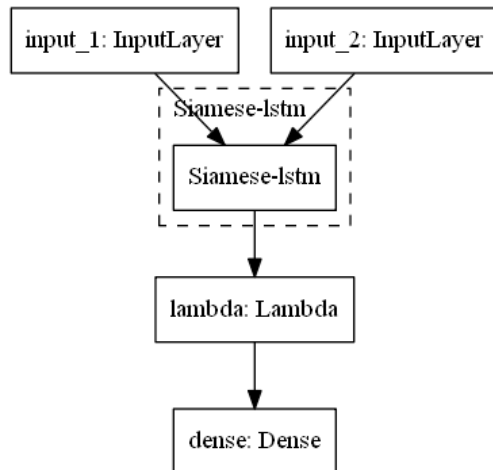 input_1: InputLayer
input_2: InputLayer
Siamese-lstm
Siamese-lstm
lambda: Lambda
dense: Dense